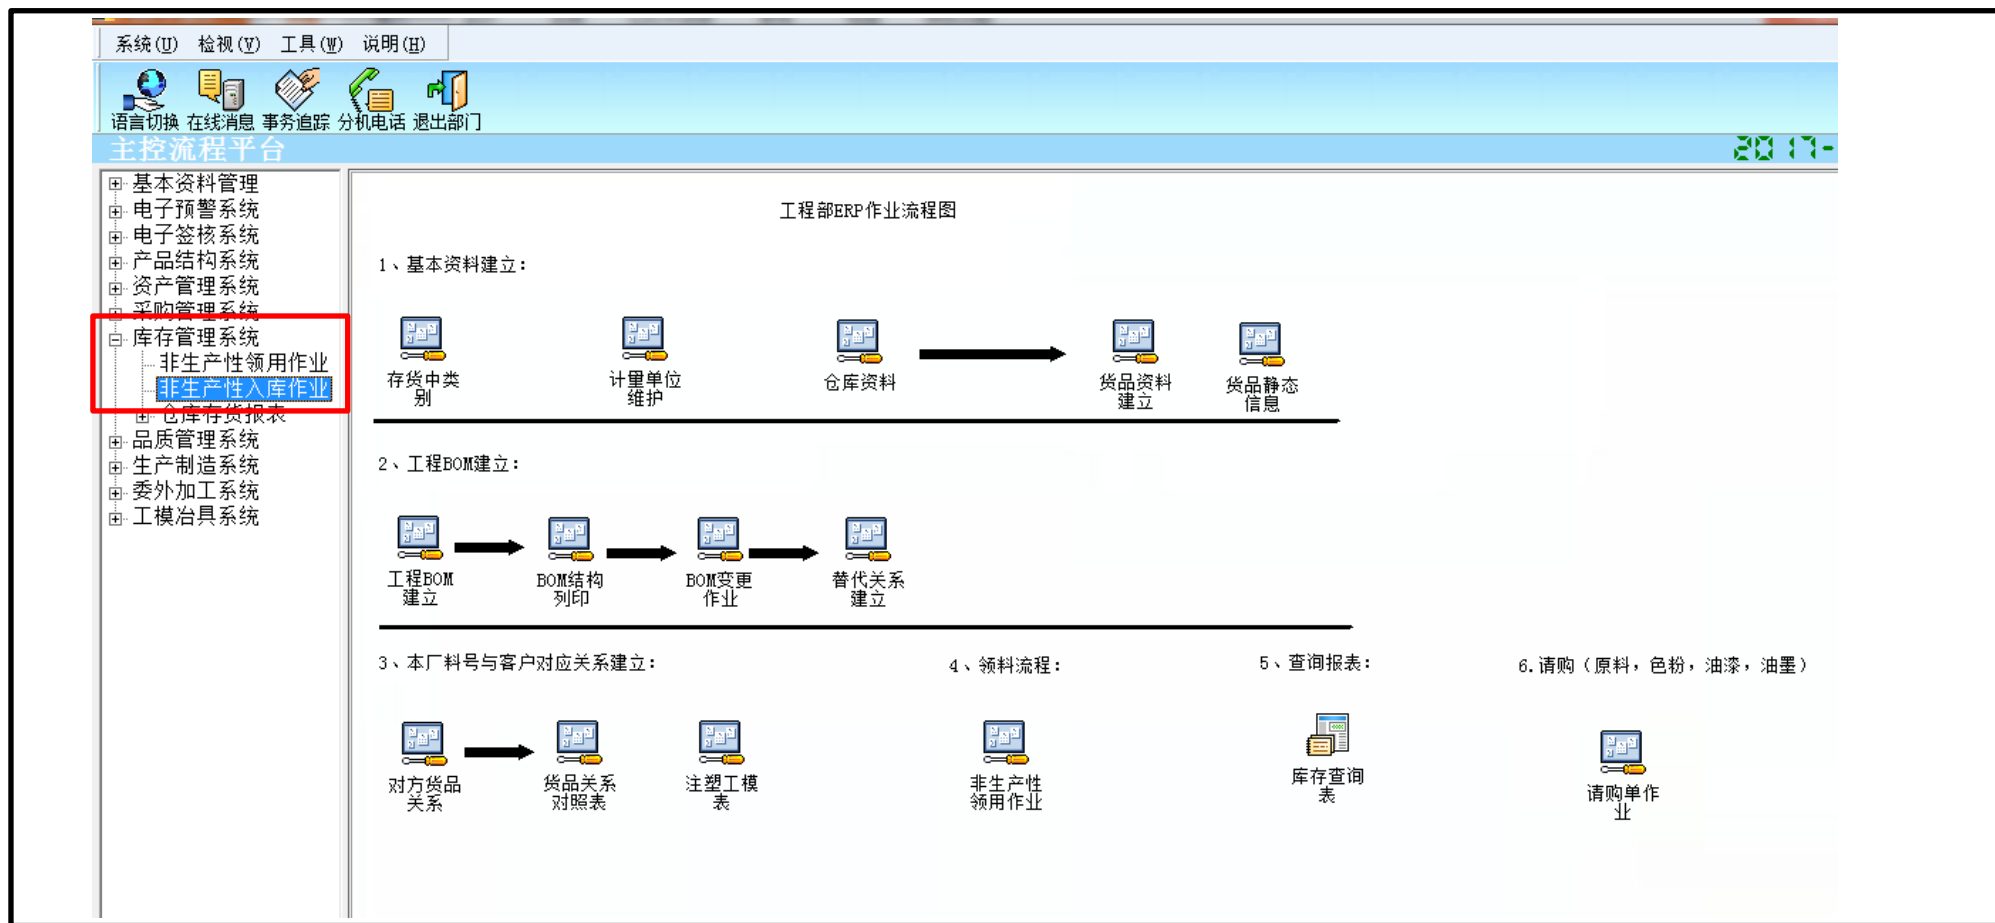 系统(U) 检视(V) 工具(W) 说明(H)
语言切换 在线消息 事务追踪 分机电话 退出部门
主控流程平台
2017-
基本资料管理
电子预警系统
电子签核系统
产品结构系统
资产管理系统
采购管理系统
库存管理系统
非生产性领用作业
非生产性入库作业
仓库存货报表
品质管理系统
生产制造系统
委外加工系统
工模冶具系统
工程部ERP作业流程图
1、基本资料建立:
存货中类
别
计量单位
维护
仓库资料
货品资料
建立
货品静态
信息
2、工程BOM建立:
工程BOM
建立
BOM结构
列印
BOM变更
作业
替代关系
建立
3、本厂料号与客户对应关系建立:
4、领料流程:
5、查询报表:
6.请购（原料，色粉，油漆，油墨）
对方货品
关系
货品关系
对照表
注塑工模
表
非生产性
领用作业
库存查询
表
请购单作
业